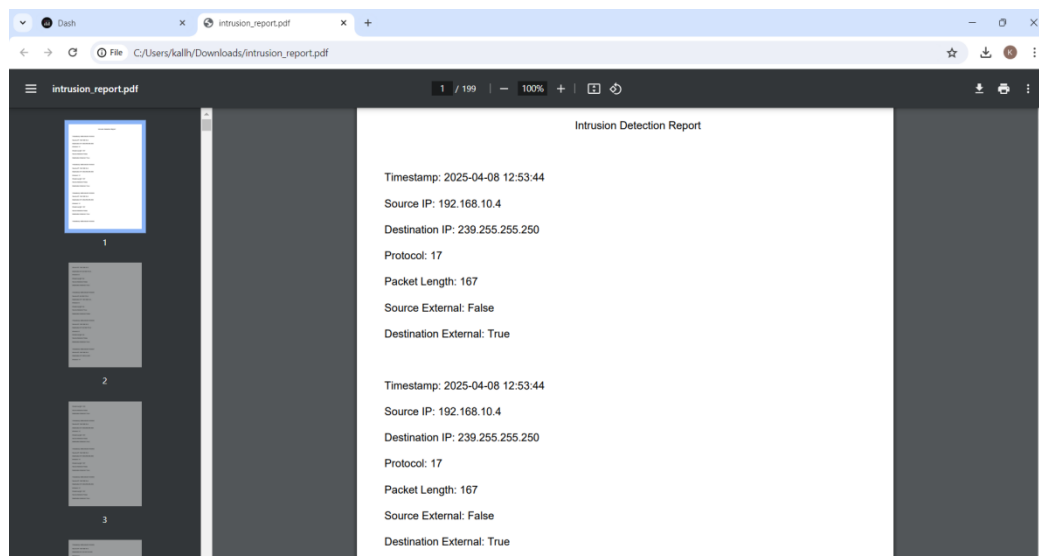 Dash
intrusion_report.pdf
File C:/Users/kallh/Downloads/intrusion_report.pdf
K
intrusion_report.pdf
1 / 199 | − 100% +
1
2
3
Intrusion Detection Report
Timestamp: 2025-04-08 12:53:44
Source IP: 192.168.10.4
Destination IP: 239.255.255.250
Protocol: 17
Packet Length: 167
Source External: False
Destination External: True
Timestamp: 2025-04-08 12:53:44
Source IP: 192.168.10.4
Destination IP: 239.255.255.250
Protocol: 17
Packet Length: 167
Source External: False
Destination External: True